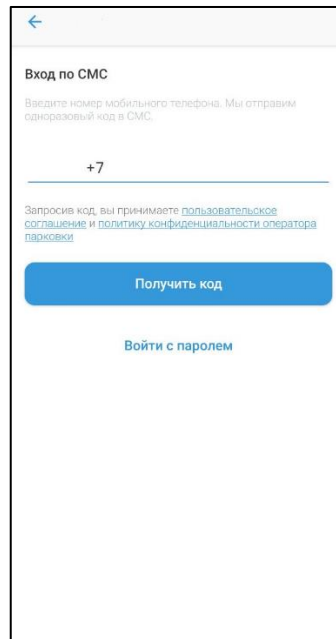 Вход по СМС
Введите номер мобильного телефона. Мы отправим
одноразовый код в СМС.
+7
Запросив код, вы принимаете пользовательское
соглашение и политику конфиденциальности оператора
парковки
Получить код
Войти с паролем